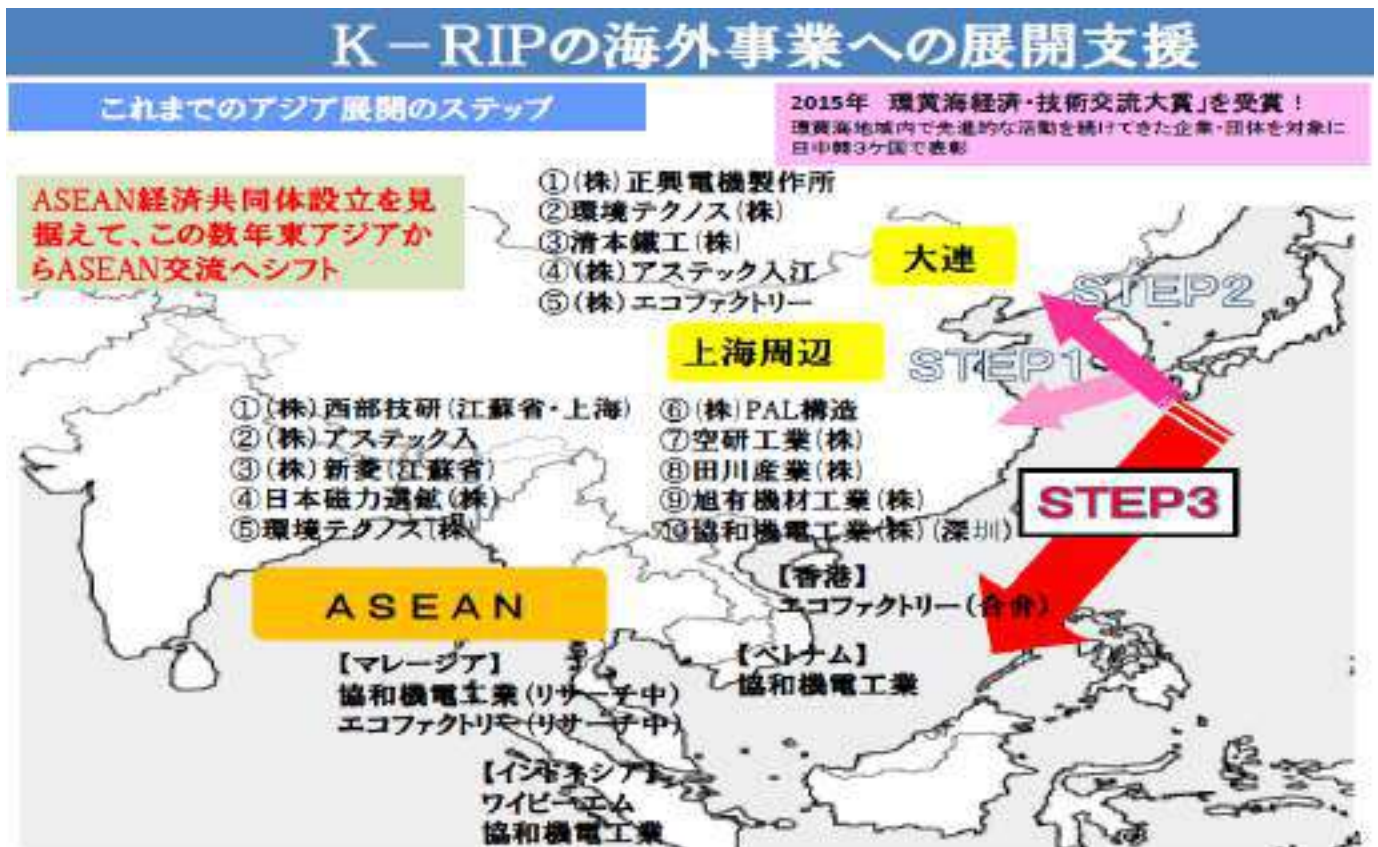 K－RIPの海外事業への展開支援
これまでのアジア展開のステップ
2015年 環黄海経済・技術交流大賞」を受賞！
環黄海地域内で先進的な活動を続けてきた企業・団体を対象に
日中韓3ケ国で表彰
ASEAN経済共同体設立を見
据えて、この数年東アジアか
らASEAN交流へシフト
①(株)正興電機製作所
②環境テクノス(株)
③清本鐵工(株)
④(株)アステック入江
⑤(株)エコファクトリー
大連
STEP2
上海周辺
STEP1
①(株)西部技研(江蘇省・上海)
②(株)アステック入
③(株)新菱(江蘇省)
④日本磁力選鉱(株)
⑤環境テクノス(株)
⑥(株)PAL構造
⑦空研工業(株)
⑧田川産業(株)
⑨旭有機材工業(株)
⑩協和機電工業(株)(深圳)
STEP3
【香港】
エコファクトリー(合弁)
ASEAN
【マレージア】
協和機電工業(リサーチ中)
エコファクトリー(リサーチ中)
【ベトナム】
協和機電工業
【インドネシア】
ワイビーエム
協和機電工業